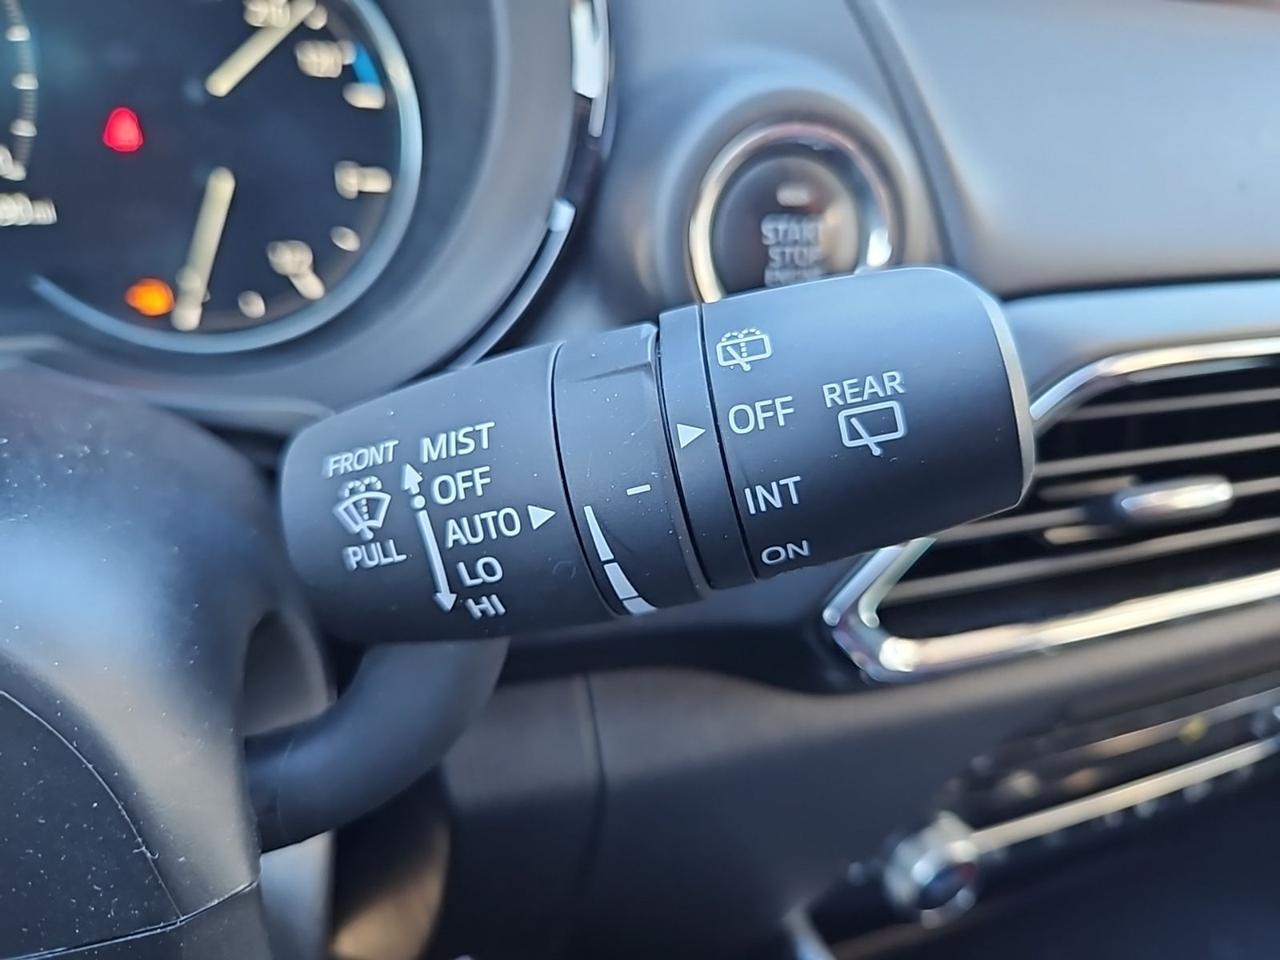 START
STOP
FRONT
PULL
MIST
OFF
AUTO
LO
HI
OFF
INT
ON
REAR